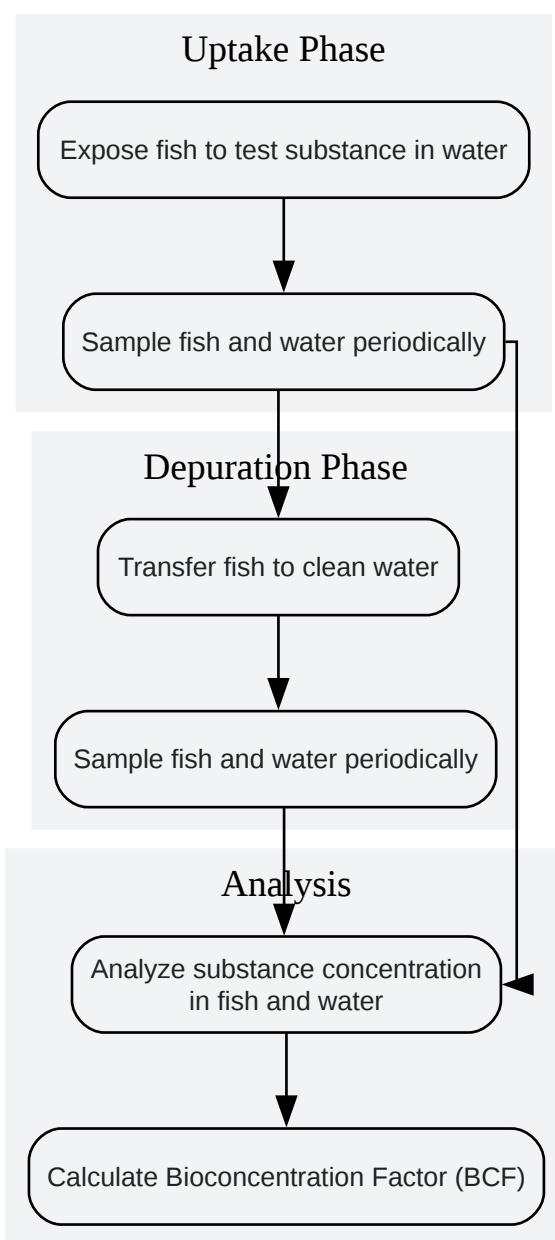 Uptake Phase
Expose fish to test substance in water
Sample fish and water periodically
Depuration Phase
Transfer fish to clean water
Sample fish and water periodically
Analysis
Analyze substance concentration
in fish and water
Calculate Bioconcentration Factor (BCF)